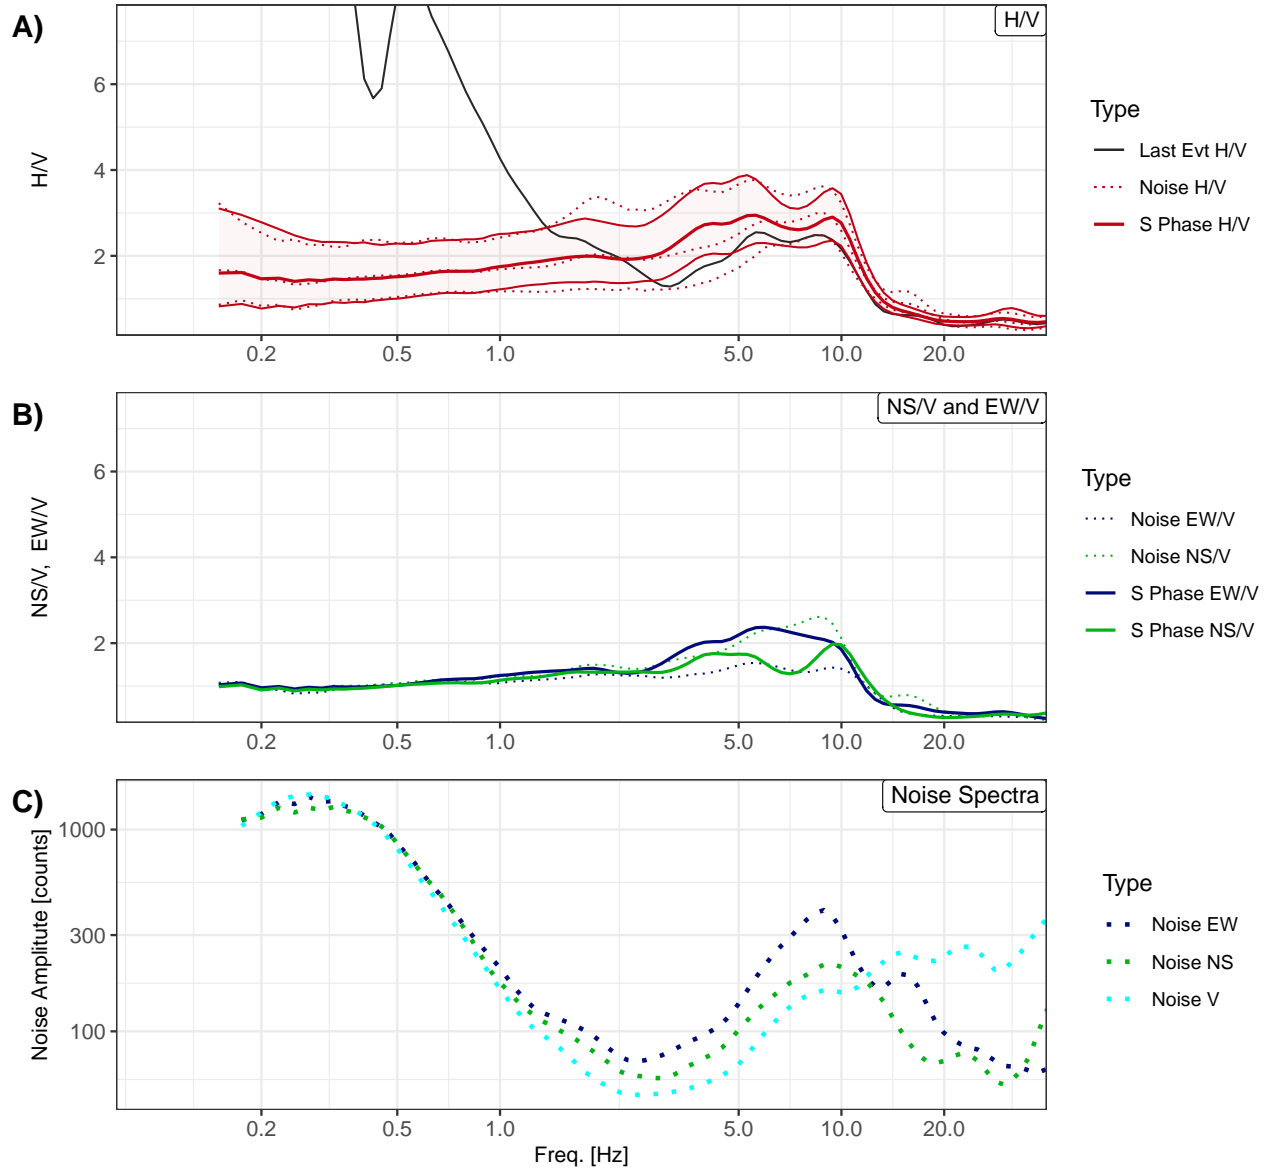 A)
H/V
6
4
2
H/V
0.2 0.5 1.0 5.0 10.0 20.0
Type
Last Evt H/V
Noise H/V
S Phase H/V
B)
NS/V and EW/V
6
4
2
NS/V, EW/V
0.2 0.5 1.0 5.0 10.0 20.0
Type
Noise EW/V
Noise NS/V
S Phase EW/V
S Phase NS/V
C)
Noise Spectra
1000
300
100
Noise Amplitute [counts]
0.2 0.5 1.0 5.0 10.0 20.0
Freq. [Hz]
Type
Noise EW
Noise NS
Noise V